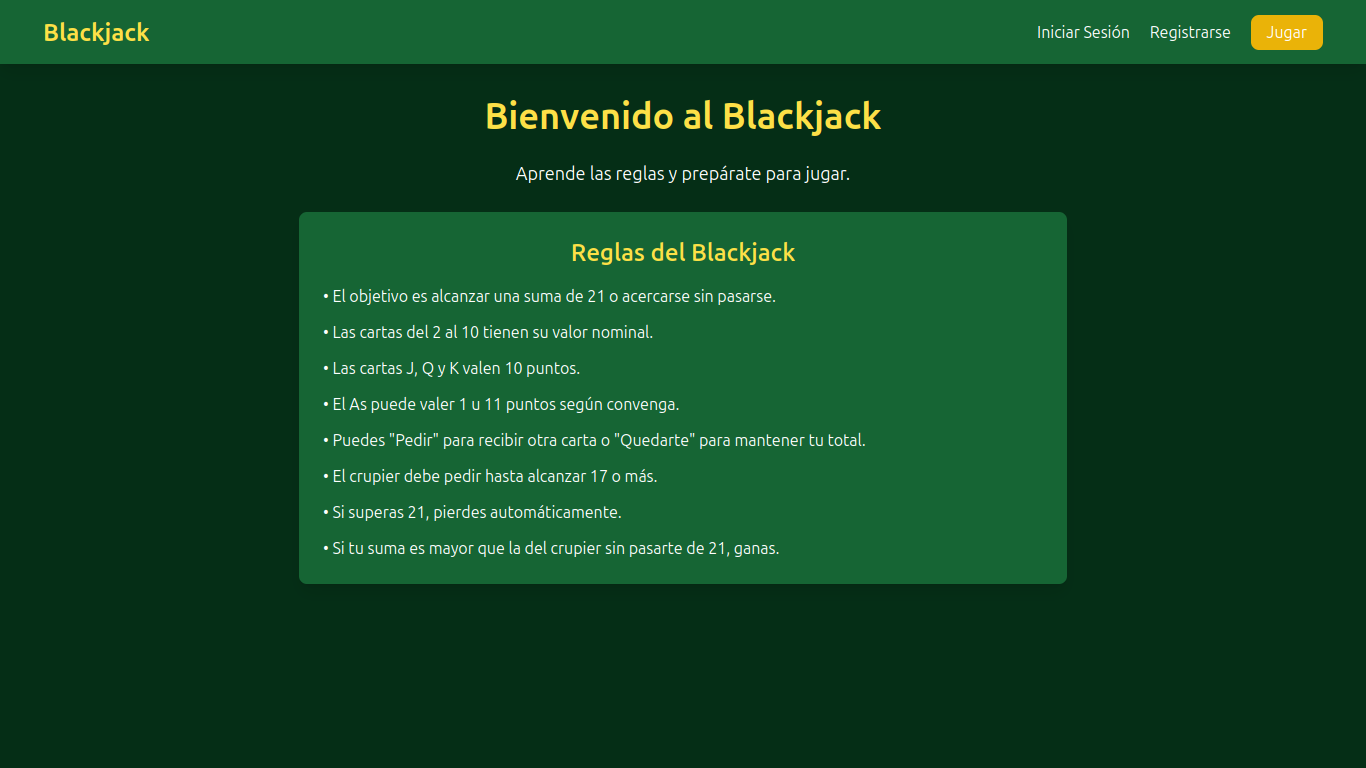 Blackjack
Iniciar Sesión
Registrarse
Jugar
Bienvenido al Blackjack
Aprende las reglas y prepárate para jugar.
Reglas del Blackjack
• El objetivo es alcanzar una suma de 21 o acercarse sin pasarse.
• Las cartas del 2 al 10 tienen su valor nominal.
• Las cartas J, Q y K valen 10 puntos.
• El As puede valer 1 u 11 puntos según convenga.
• Puedes "Pedir" para recibir otra carta o "Quedarte" para mantener tu total.
• El crupier debe pedir hasta alcanzar 17 o más.
• Si superas 21, pierdes automáticamente.
• Si tu suma es mayor que la del crupier sin pasarte de 21, ganas.